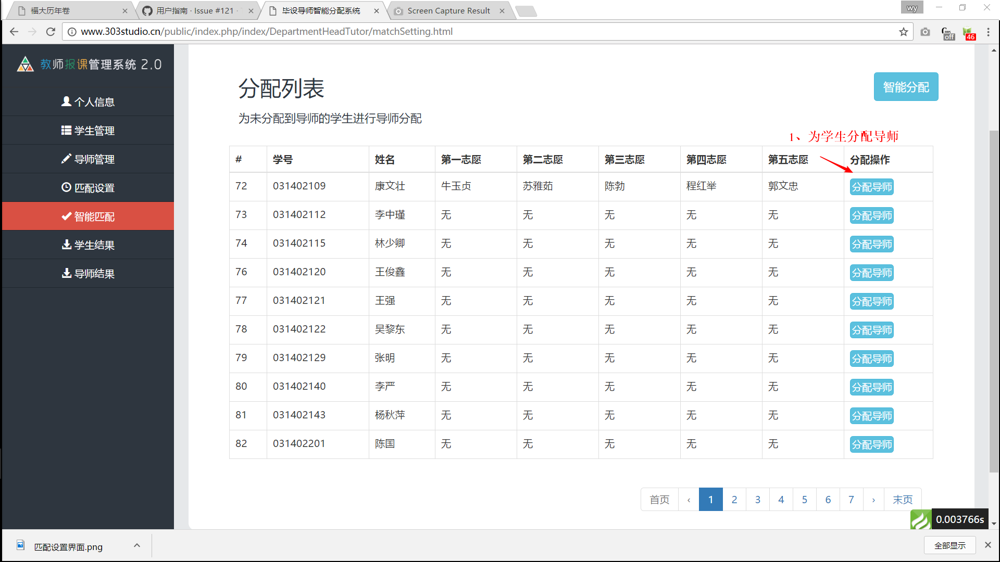 福大历年卷
用户指南 · Issue #121 ·
毕设导师智能分配系统
Screen Capture Result
wy
www.303studio.cn/public/index.php/index/DepartmentHeadTutor/matchSetting.html
off
46
教师报课管理系统 2.0
个人信息
学生管理
导师管理
匹配设置
智能匹配
学生结果
导师结果
分配列表
智能分配
为未分配到导师的学生进行导师分配
1、为学生分配导师
# 学号 姓名 第一志愿 第二志愿 第三志愿 第四志愿 第五志愿 分配操作
72 031402109 康文壮 牛玉贞 苏雅茹 陈勃 程红举 郭文忠 分配导师
73 031402112 李中瑾 无 无 无 无 无 分配导师
74 031402115 林少卿 无 无 无 无 无 分配导师
76 031402120 王俊鑫 无 无 无 无 无 分配导师
77 031402121 王强 无 无 无 无 无 分配导师
78 031402122 吴黎东 无 无 无 无 无 分配导师
79 031402129 张明 无 无 无 无 无 分配导师
80 031402140 李严 无 无 无 无 无 分配导师
81 031402143 杨秋萍 无 无 无 无 无 分配导师
82 031402201 陈国 无 无 无 无 无 分配导师
首页 ‹ 1 2 3 4 5 6 7 › 末页
0.003766s
匹配设置界面.png
全部显示